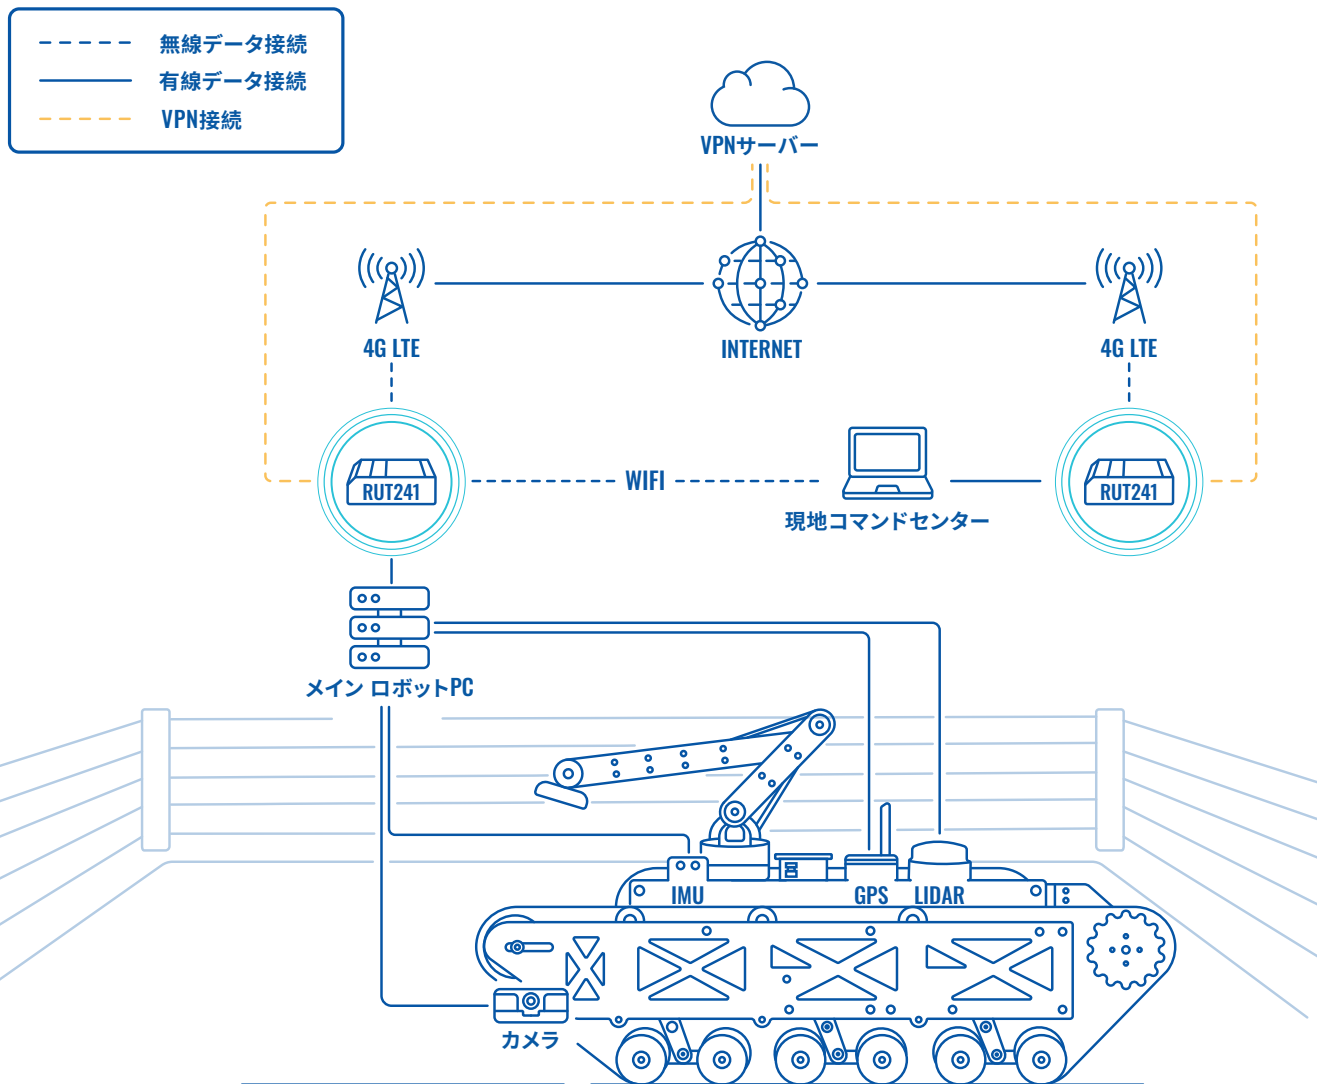 無線データ接続
有線データ接続
VPN接続
VPNサーバー
4G LTE
INTERNET
4G LTE
RUT241
WIFI
現地コマンドセンター
RUT241
メイン ロボットPC
IMU
GPS
LIDAR
カメラ